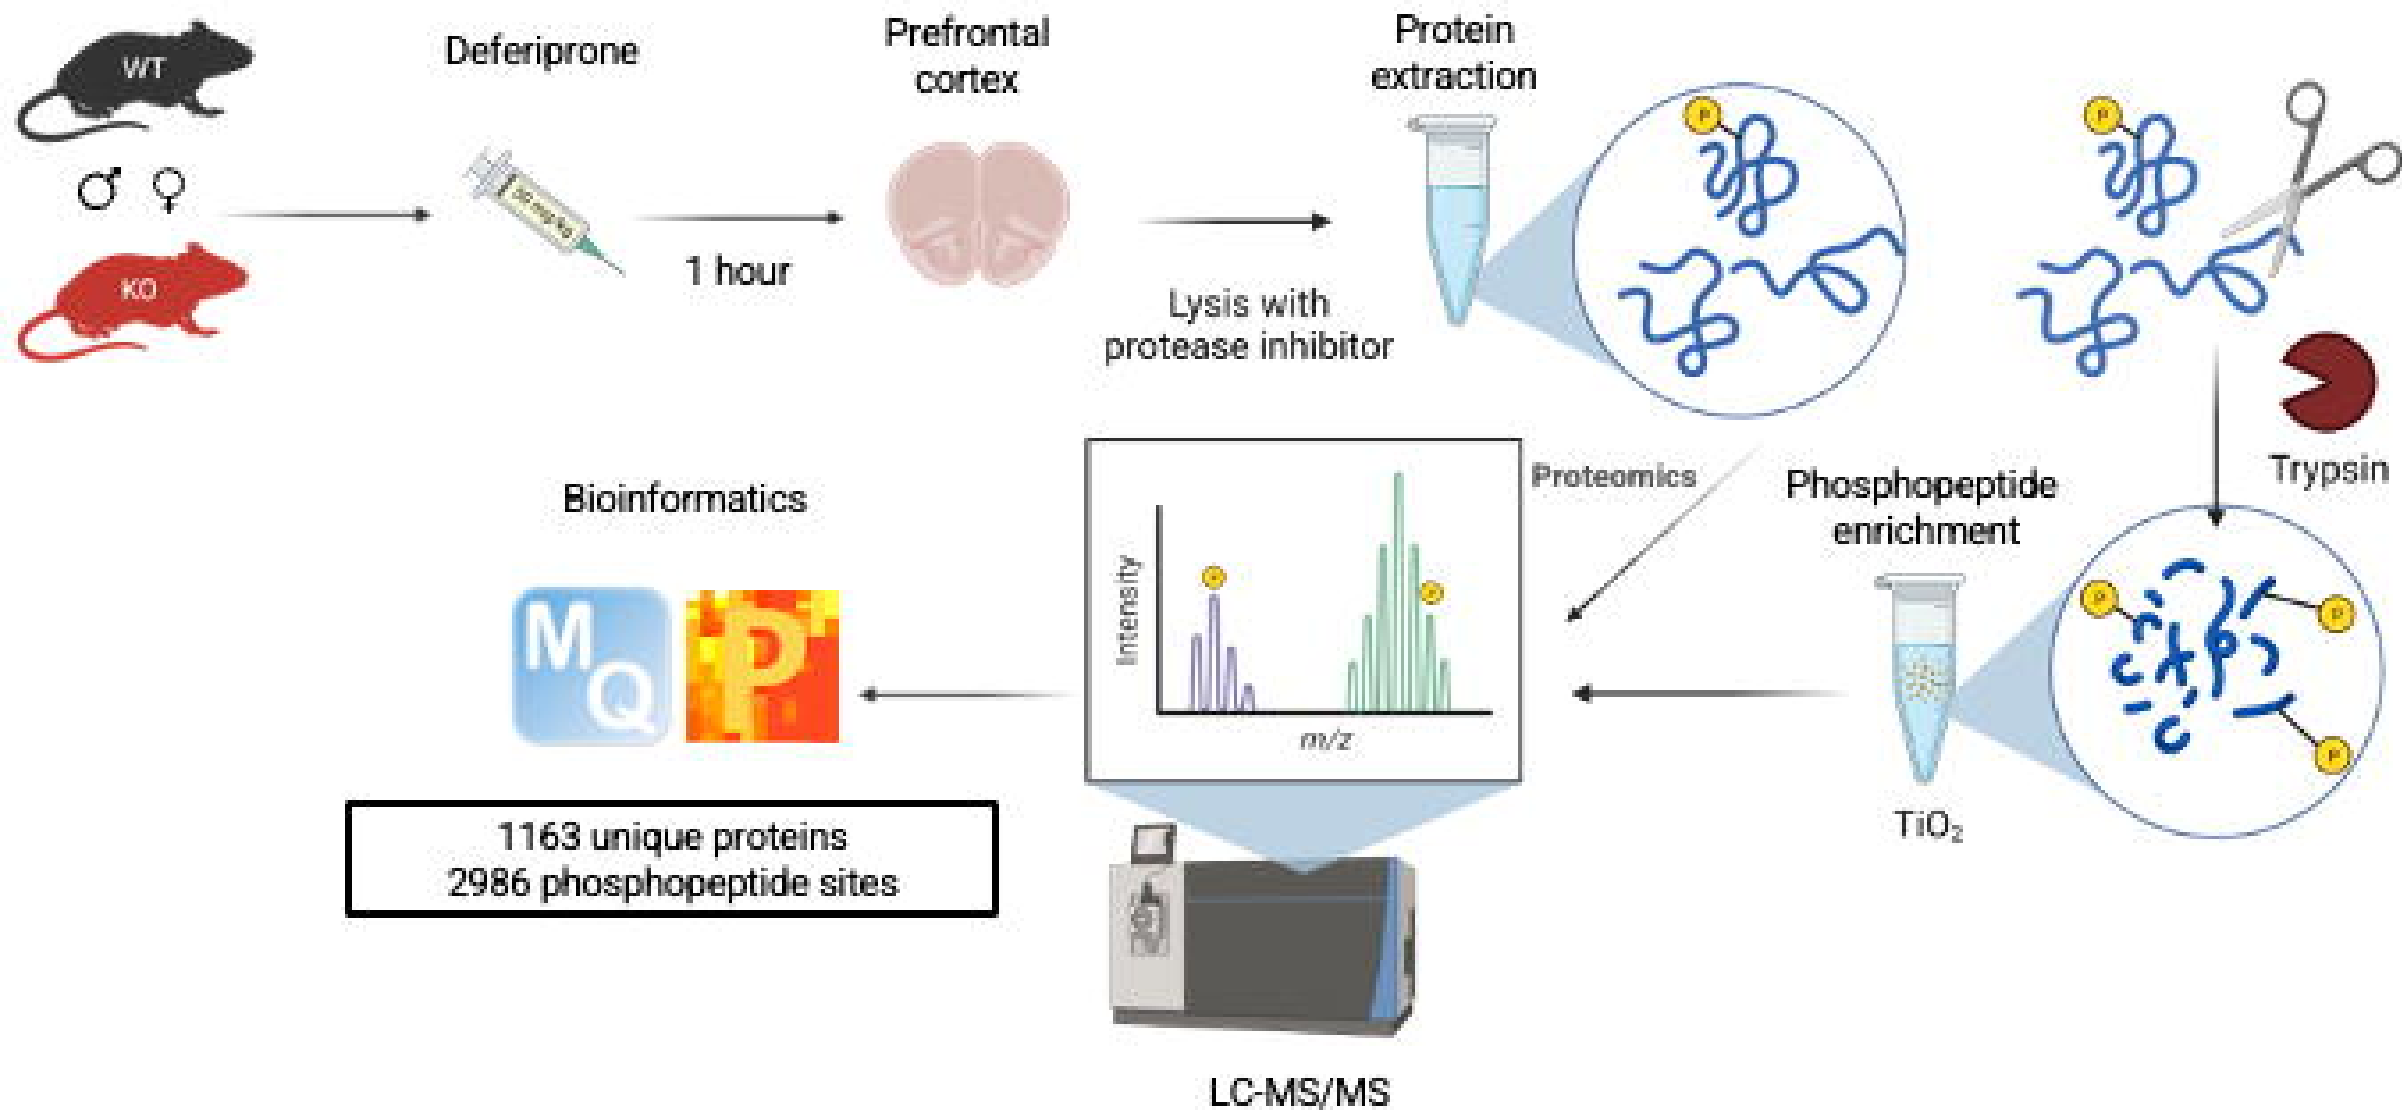 WT
KO
Deferiprone
1 hour
Prefrontal
cortex
Lysis with
protease inhibitor
Protein
extraction
P
P
Trypsin
Proteomics
Phosphopeptide
enrichment
P
P
P
TiO₂
Intensity
m/z
LC-MS/MS
Bioinformatics
M
Q
P
1163 unique proteins
2986 phosphopeptide sites